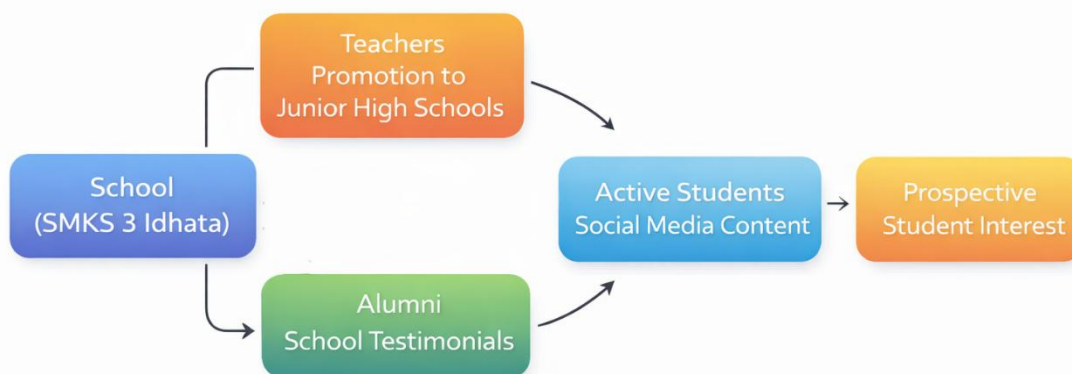 Teachers
Promotion to
Junior High Schools
School
(SMKS 3 Idhata)
Active Students
Social Media Content
Prospective
Student Interest
Alumni
School Testimonials